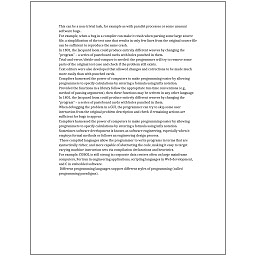 This can be a non-trivial task, for example as with parallel processes or some unusual
software bugs.
For example, when a bug in a compiler can make it crash when parsing some large source
file, a simplification of the test case that results in only few lines from the original source file
can be sufficient to reproduce the same crash.
In 1801, the Jacquard loom could produce entirely different weaves by changing the
"program" – a series of pasteboard cards with holes punched in them.
Trial-and-error/divide-and-conquer is needed: the programmer will try to remove some
parts of the original test case and check if the problem still exists.
Text editors were also developed that allowed changes and corrections to be made much
more easily than with punched cards.
Compilers harnessed the power of computers to make programming easier by allowing
programmers to specify calculations by entering a formula using infix notation.
Provided the functions in a library follow the appropriate run-time conventions (e.g.,
method of passing arguments), then these functions may be written in any other language.
In 1801, the Jacquard loom could produce entirely different weaves by changing the
"program" – a series of pasteboard cards with holes punched in them.
When debugging the problem in a GUI, the programmer can try to skip some user
interaction from the original problem description and check if remaining actions are
sufficient for bugs to appear.
Compilers harnessed the power of computers to make programming easier by allowing
programmers to specify calculations by entering a formula using infix notation.
Sometimes software development is known as software engineering, especially when it
employs formal methods or follows an engineering design process.
These compiled languages allow the programmer to write programs in terms that are
syntactically richer, and more capable of abstracting the code, making it easy to target
varying machine instruction sets via compilation declarations and heuristics.
For example, COBOL is still strong in corporate data centers often on large mainframe
computers, Fortran in engineering applications, scripting languages in Web development,
and C in embedded software.
Different programming languages support different styles of programming (called
programming paradigms).